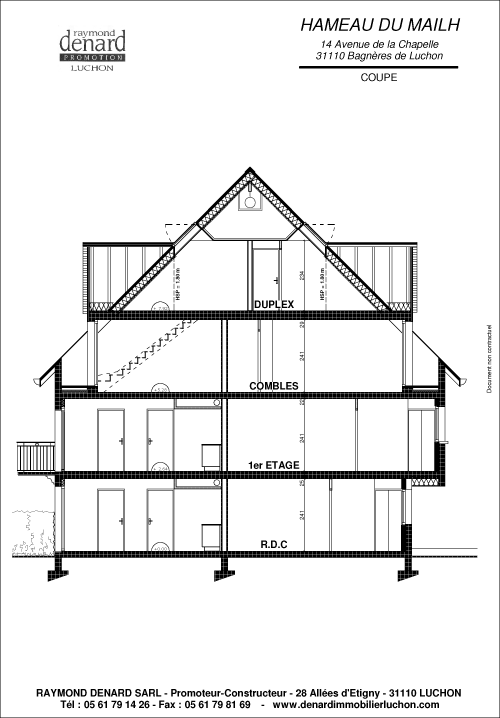 raymond
denard
PROMOTION
LUCHON
HAMEAU DU MAILH
14 Avenue de la Chapelle
31110 Bagnères de Luchon
COUPE
HSP = 1.80 m
234
HSP = 1.80 m
DUPLEX
29
241
COMBLES
22
241
1er ETAGE
25
241
R.D.C
Document non contractuel
RAYMOND DENARD SARL - Promoteur-Constructeur - 28 Allées d'Etigny - 31110 LUCHON
Tél : 05 61 79 14 26 - Fax : 05 61 79 81 69 - www.denardimmobilierluchon.com